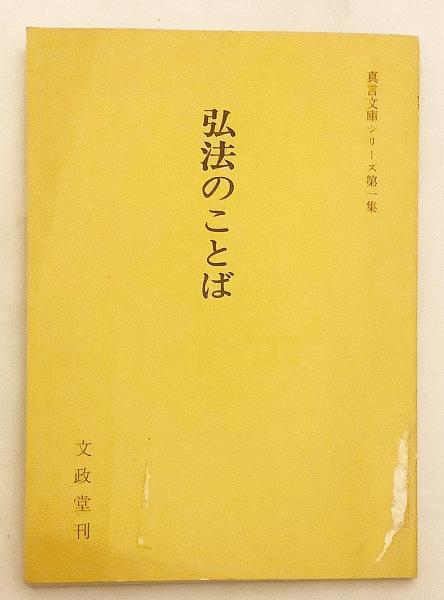 真言文庫シリーズ第一集
弘法のことば
文政堂刊